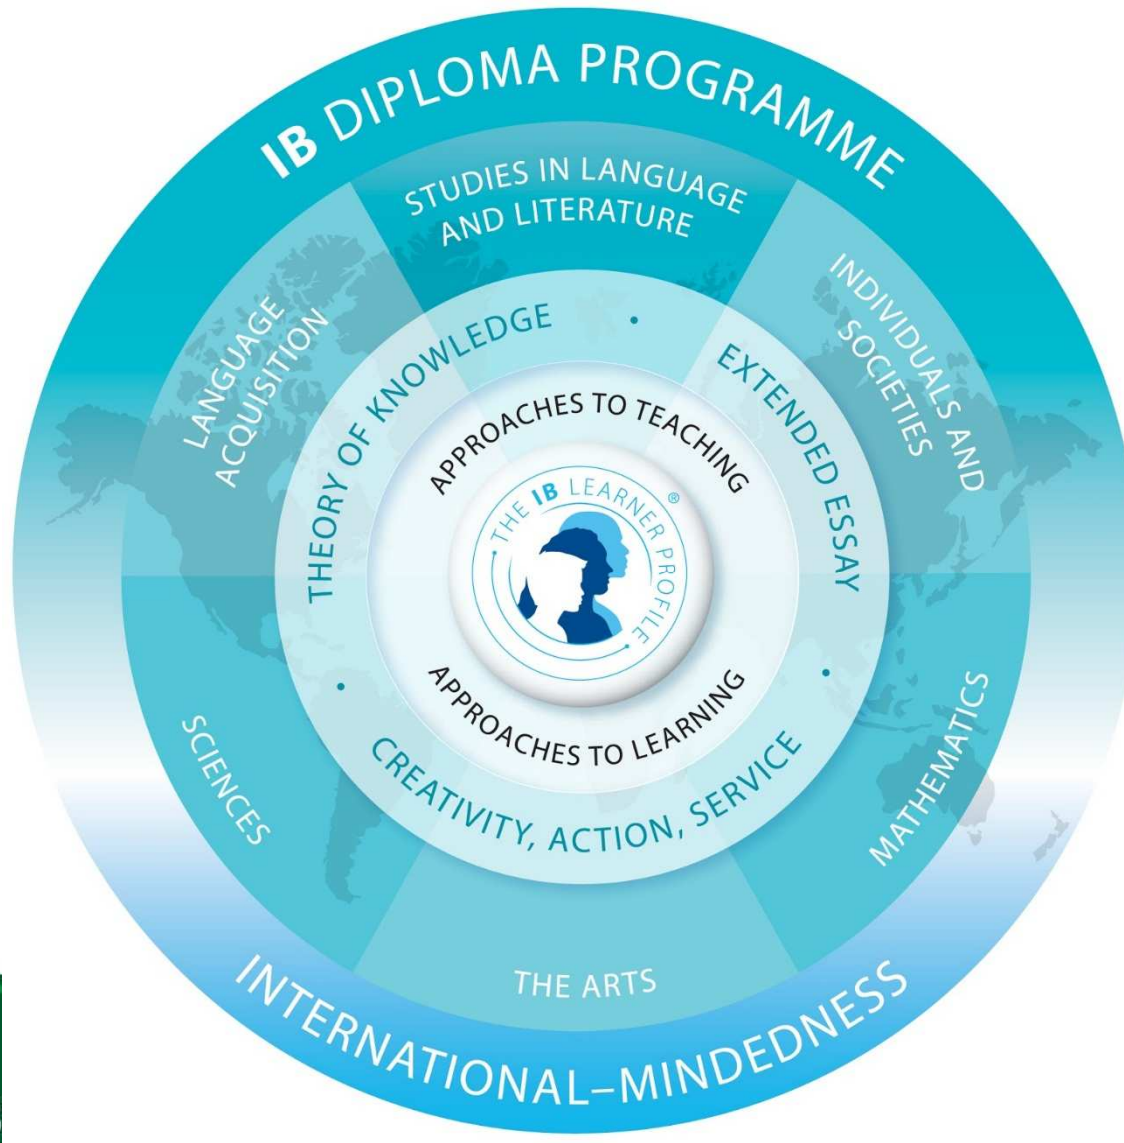 IB DIPLOMA PROGRAMME
STUDIES IN LANGUAGE
AND LITERATURE
LANGUAGE
ACQUISITION
INDIVIDUALS AND
SOCIETIES
THEORY OF KNOWLEDGE
EXTENDED ESSAY
APPROACHES TO TEACHING
THE IB LEARNER PROFILE ®
APPROACHES TO LEARNING
CREATIVITY, ACTION, SERVICE
SCIENCES
MATHEMATICS
THE ARTS
INTERNATIONAL–MINDEDNESS